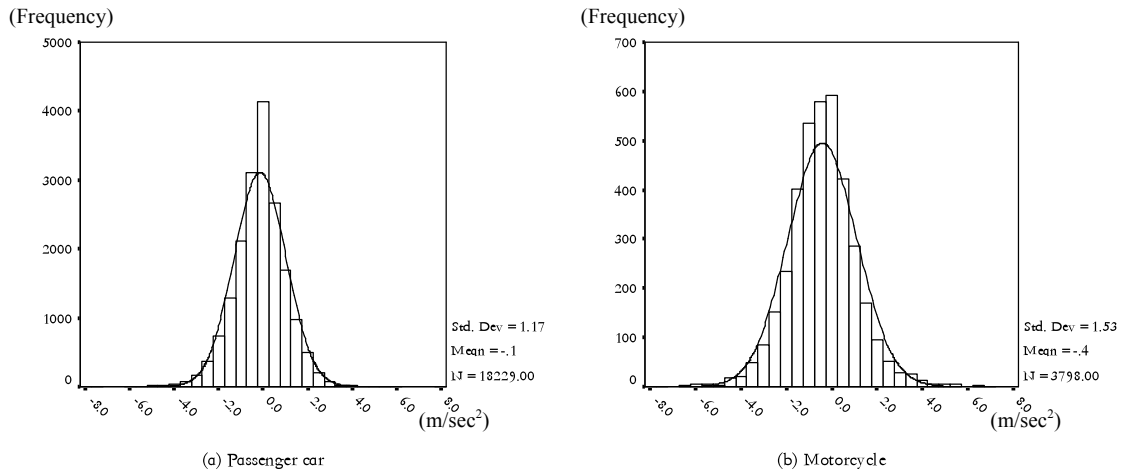 (Frequency)
5000
4000
3000
2000
1000
0
-8.0
-6.0
-4.0
-2.0
0.0
2.0
4.0
6.0
8.0
Std. Dev = 1.17
Mean = -.1
N = 18229.00
(m/sec²)
(a) Passenger car
(Frequency)
700
600
500
400
300
200
100
0
-8.0
-6.0
-4.0
-2.0
0.0
2.0
4.0
6.0
8.0
Std. Dev = 1.53
Mean = -.4
N = 3798.00
(m/sec²)
(b) Motorcycle